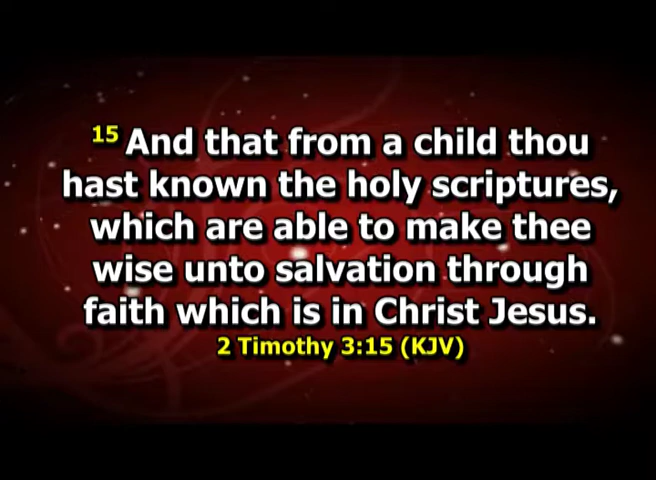 15 And that from a child thou
hast known the holy scriptures,
which are able to make thee
wise unto salvation through
faith which is in Christ Jesus.
2 Timothy 3:15 (KJV)